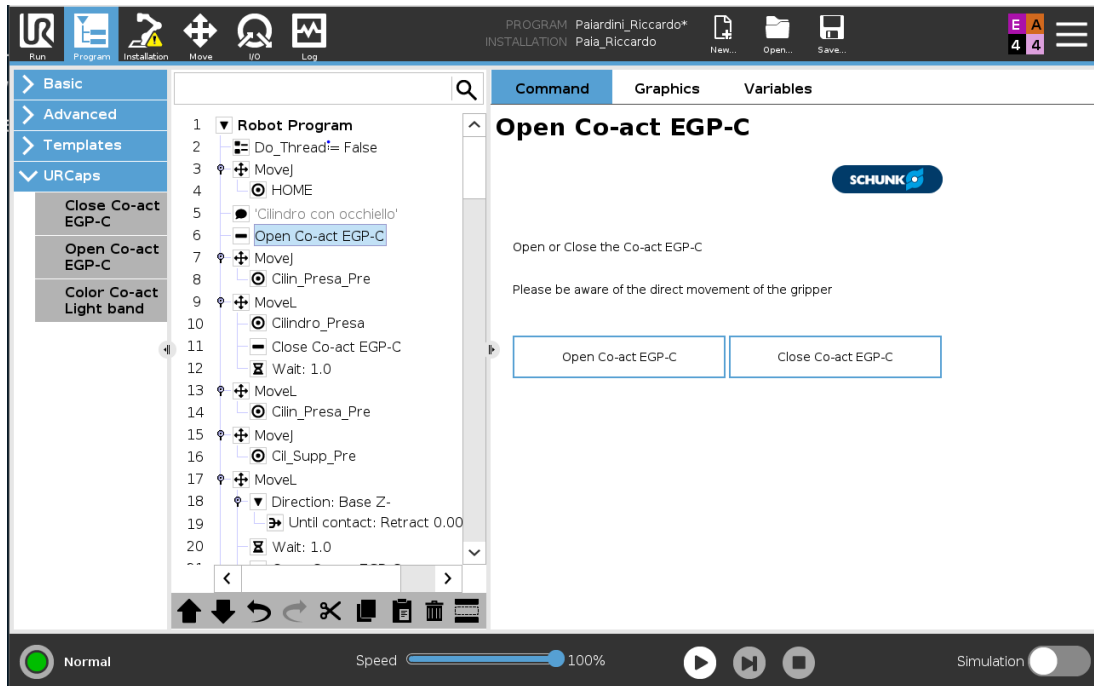 PROGRAM Paiardini_Riccardo*
INSTALLATION Paia_Riccardo
Run Program Installation Move I/O Log New... Open... Save...
E A
4 4
Basic
Advanced
Templates
URCaps
Close Co-act
EGP-C
Open Co-act
EGP-C
Color Co-act
Light band
1 Robot Program
2 Do_Thread≔ False
3 MoveJ
4 HOME
5 'Cilindro con occhiello'
6 Open Co-act EGP-C
7 MoveJ
8 Cilin_Presa_Pre
9 MoveL
10 Cilindro_Presa
11 Close Co-act EGP-C
12 Wait: 1.0
13 MoveL
14 Cilin_Presa_Pre
15 MoveJ
16 Cil_Supp_Pre
17 MoveL
18 Direction: Base Z-
19 Until contact: Retract 0.00
20 Wait: 1.0
Command Graphics Variables
Open Co-act EGP-C
SCHUNK
Open or Close the Co-act EGP-C
Please be aware of the direct movement of the gripper
Open Co-act EGP-C Close Co-act EGP-C
Normal Speed 100% Simulation